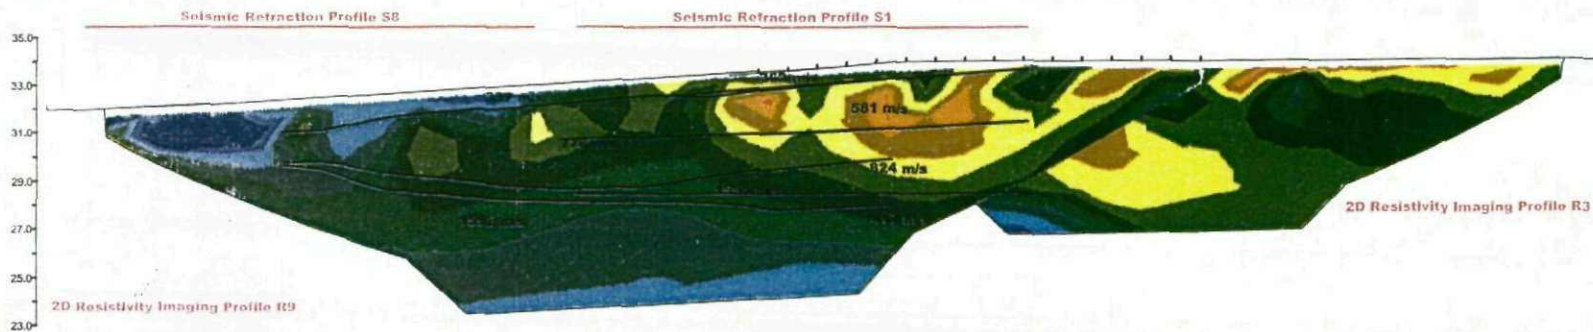 Seismic Refraction Profile S8
Seismic Refraction Profile S1
35.0
33.0
31.0
29.0
27.0
25.0
23.0
581 m/s
824 m/s
2D Resistivity Imaging Profile R3
2D Resistivity Imaging Profile R9